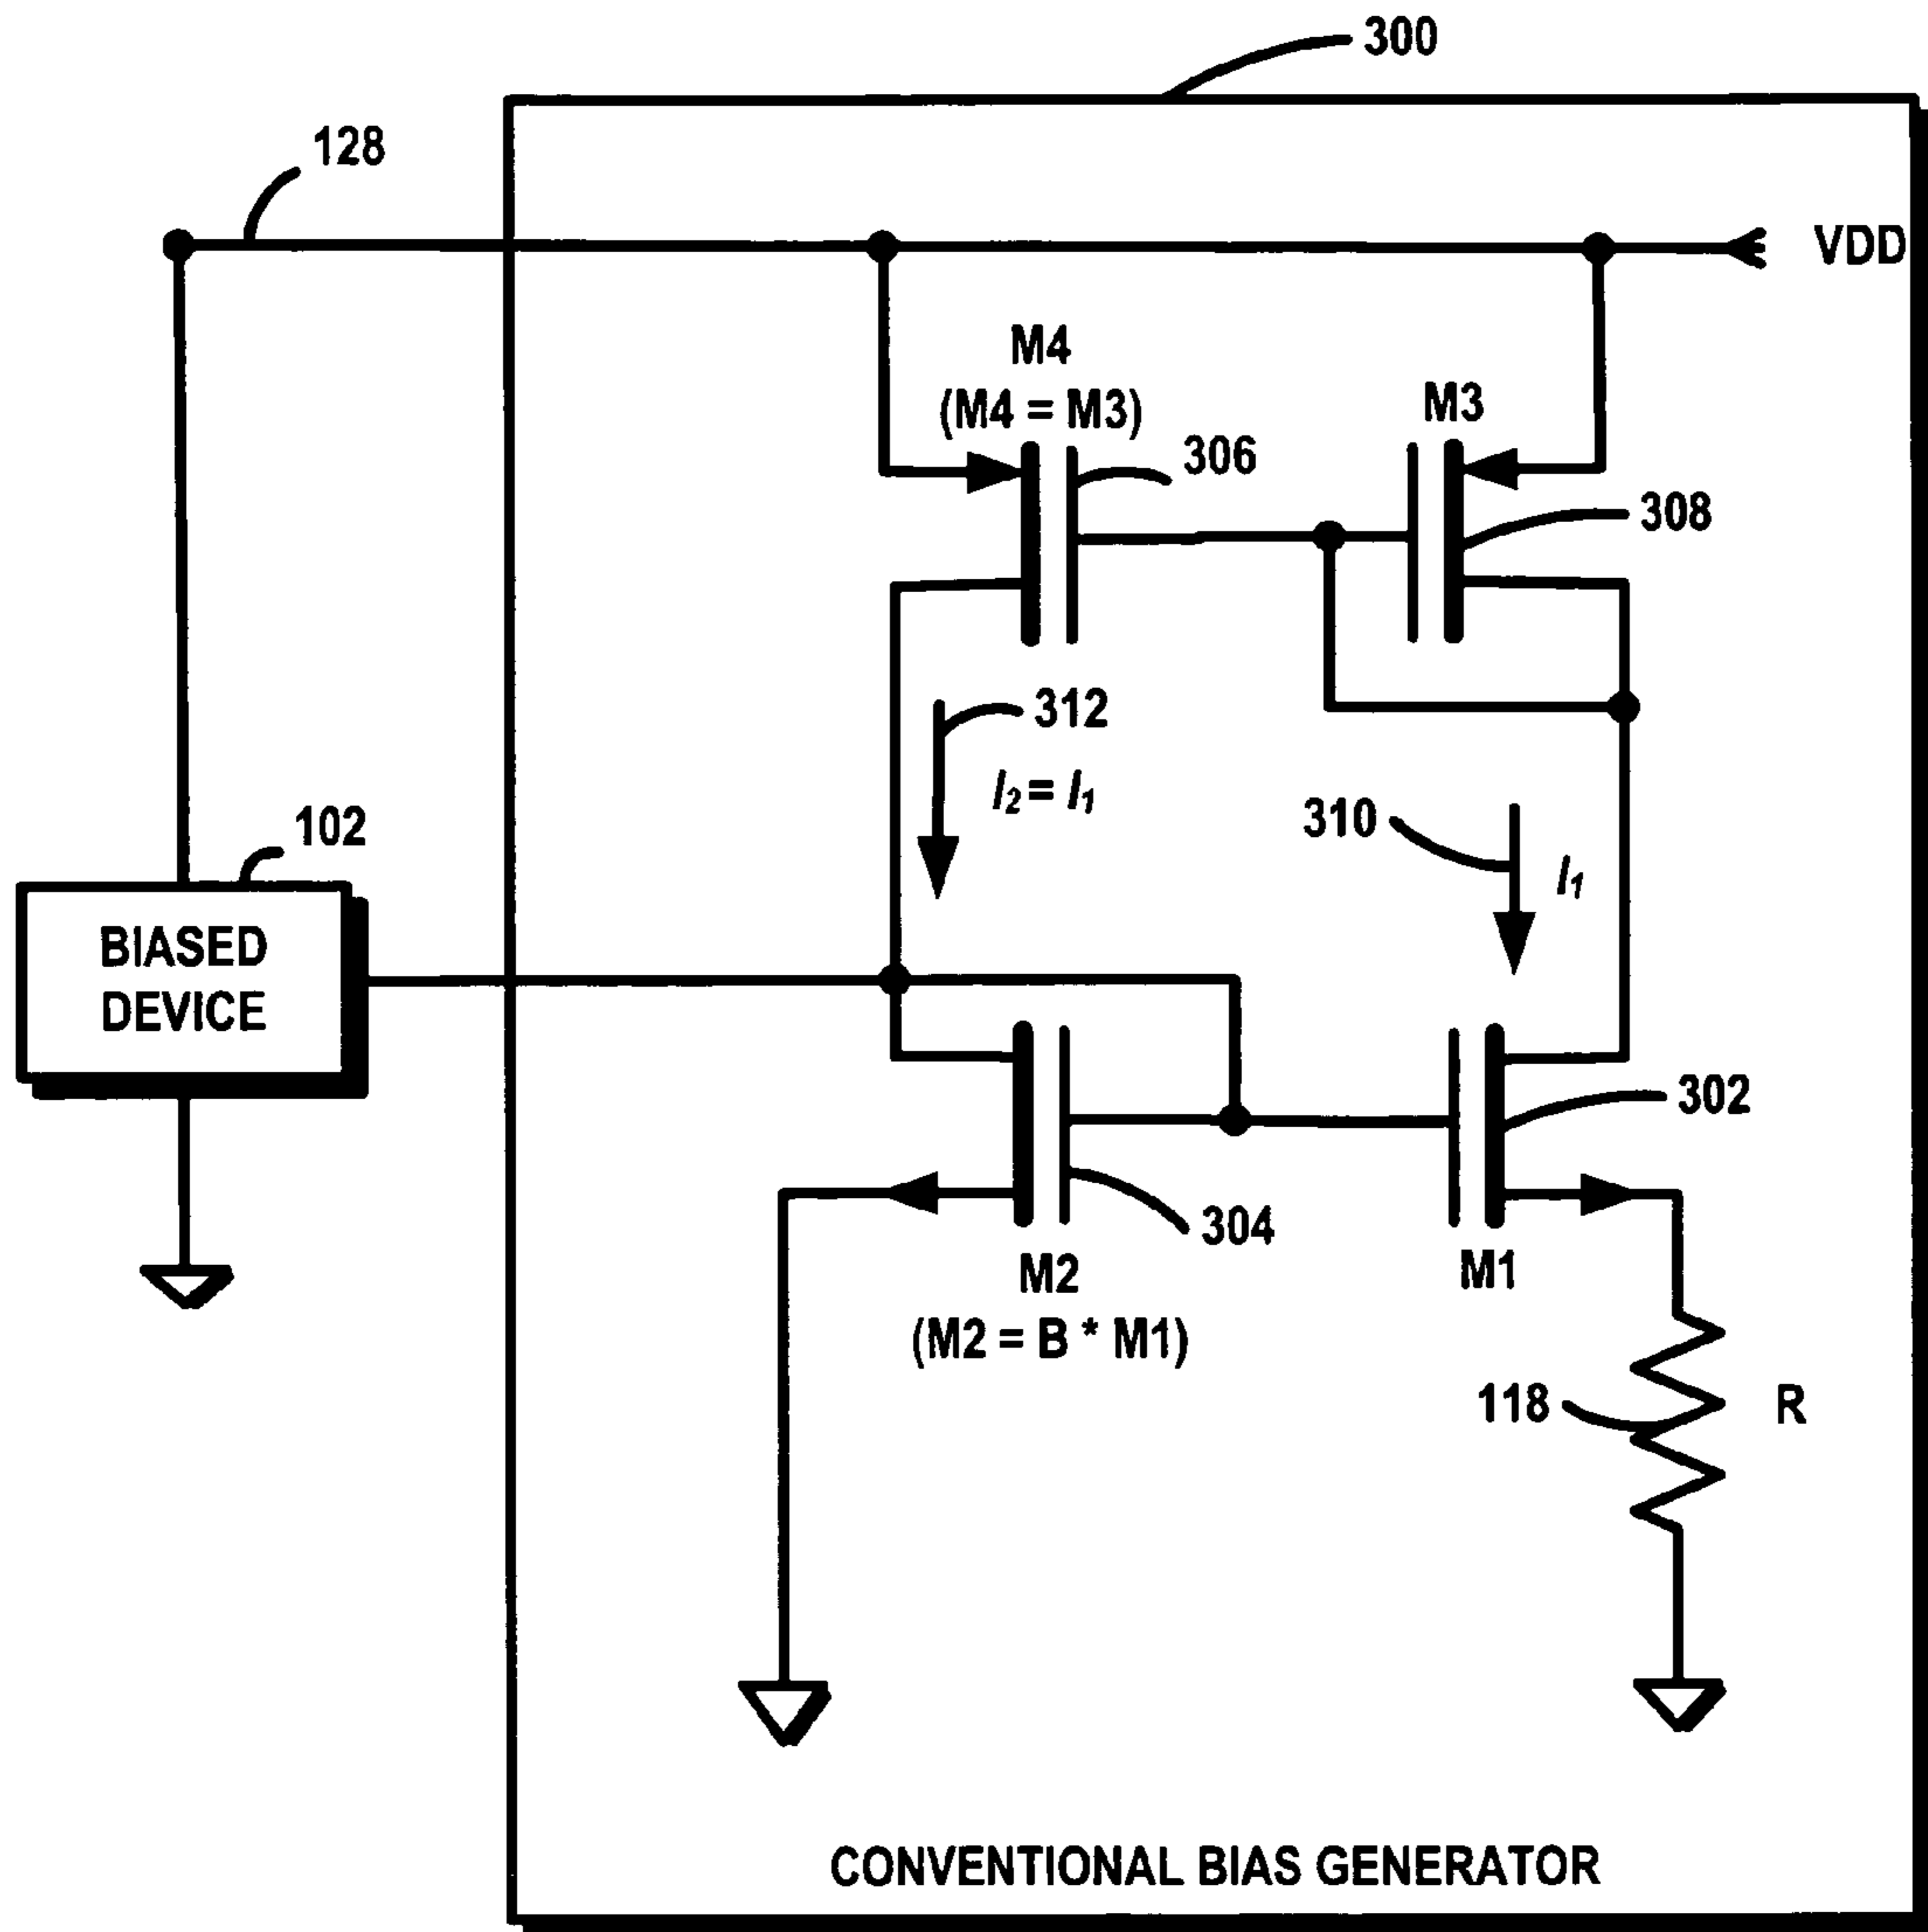 300
128
VDD
M4
(M4 = M3)
M3
306
308
312
I2 = I1
310
I1
102
BIASED
DEVICE
302
304
M2
(M2 = B * M1)
M1
118
R
CONVENTIONAL BIAS GENERATOR